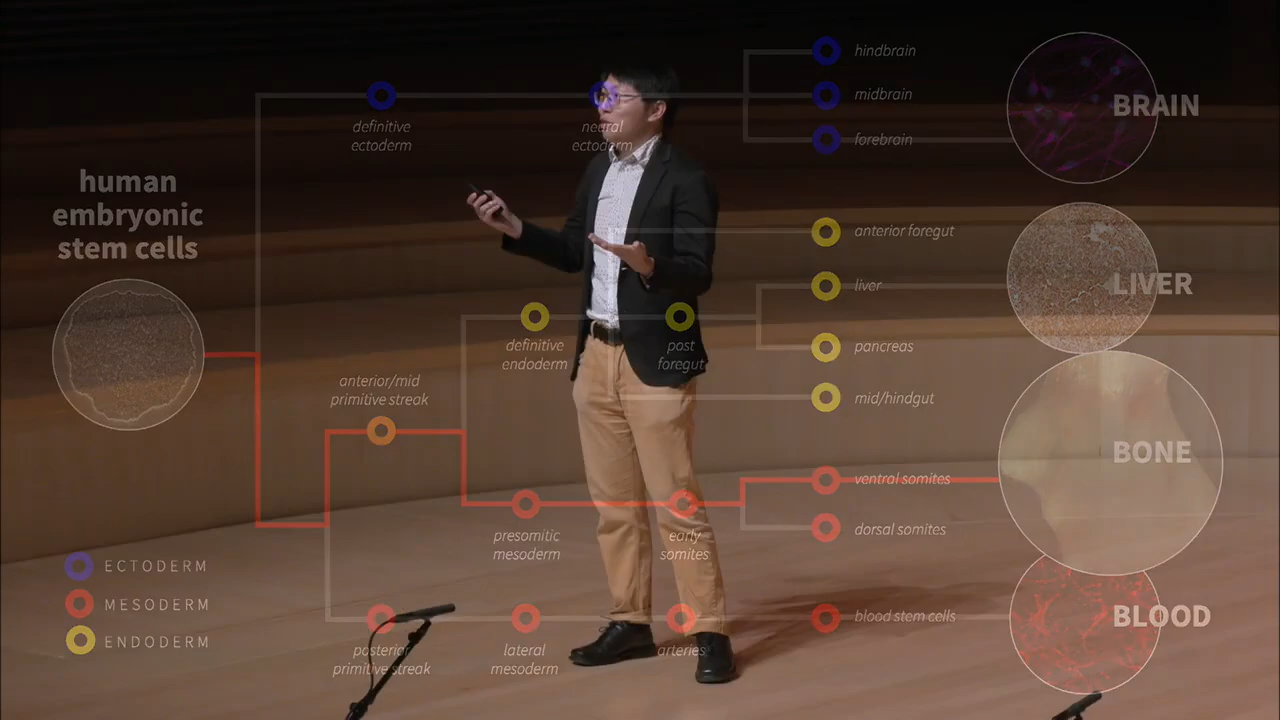 human
embryonic
stem cells
definitive
ectoderm
neural
ectoderm
hindbrain
midbrain
forebrain
BRAIN
anterior foregut
liver
LIVER
definitive
endoderm
post
foregut
pancreas
mid/hindgut
anterior/mid
primitive streak
BONE
ventral somites
presomitic
mesoderm
early
somites
dorsal somites
ECTODERM
MESODERM
ENDODERM
posterior
primitive streak
lateral
mesoderm
arteries
blood stem cells
BLOOD